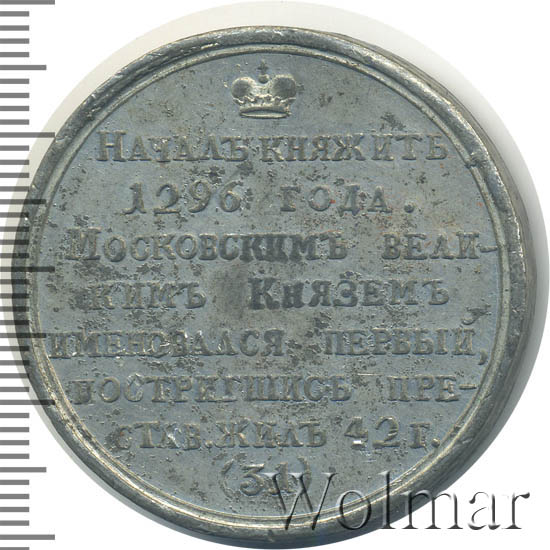 НАЧАЛЪ КНЯЖИТЬ
1296 ГОДА.
МОСКОВСКИМЪ ВЕЛИ-
КИМЪ КНЯЗЕМЪ
ИМЕНОВАЛСЯ ПЕРВЫЙ,
ПОСТРИГШИСЬ ПРЕ-
СТАВ. ЖИЛЪ 42 Г.
(31)
Wolmar